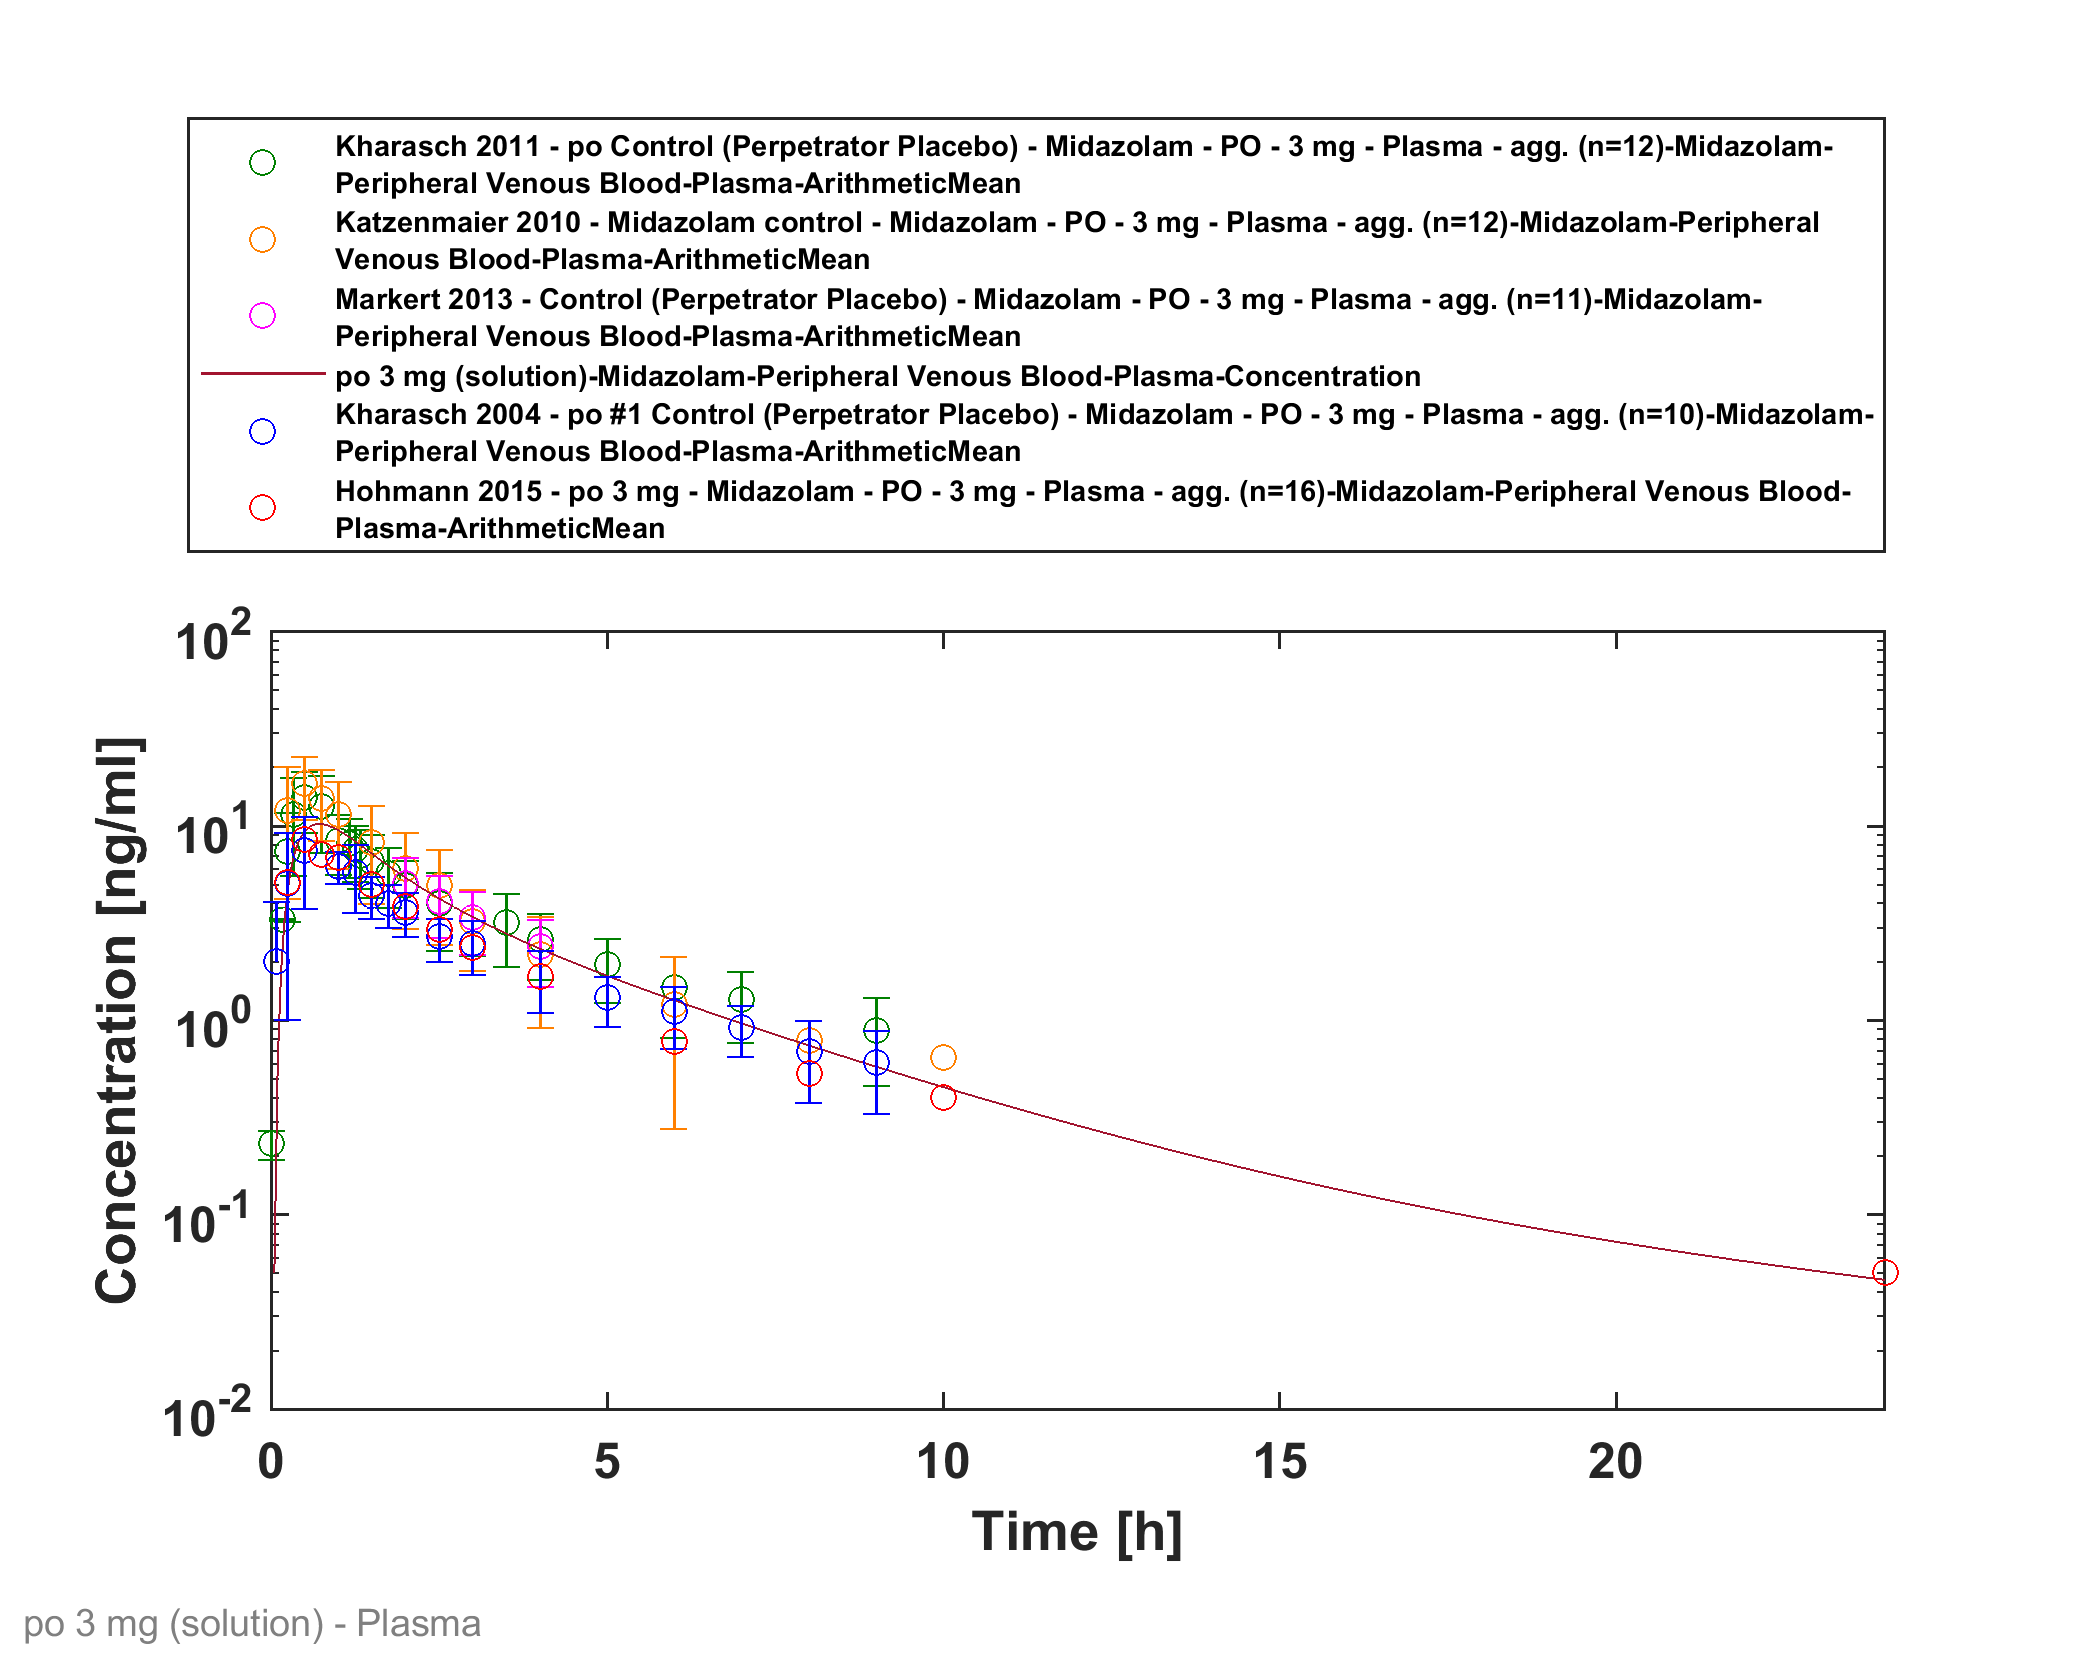 Kharasch 2011 - po Control (Perpetrator Placebo) - Midazolam - PO - 3 mg - Plasma - agg. (n=12)-Midazolam-
Peripheral Venous Blood-Plasma-ArithmeticMean
Katzenmaier 2010 - Midazolam control - Midazolam - PO - 3 mg - Plasma - agg. (n=12)-Midazolam-Peripheral
Venous Blood-Plasma-ArithmeticMean
Markert 2013 - Control (Perpetrator Placebo) - Midazolam - PO - 3 mg - Plasma - agg. (n=11)-Midazolam-
Peripheral Venous Blood-Plasma-ArithmeticMean
po 3 mg (solution)-Midazolam-Peripheral Venous Blood-Plasma-Concentration
Kharasch 2004 - po #1 Control (Perpetrator Placebo) - Midazolam - PO - 3 mg - Plasma - agg. (n=10)-Midazolam-
Peripheral Venous Blood-Plasma-ArithmeticMean
Hohmann 2015 - po 3 mg - Midazolam - PO - 3 mg - Plasma - agg. (n=16)-Midazolam-Peripheral Venous Blood-
Plasma-ArithmeticMean
Concentration [ng/ml]
10^2
10^1
10^0
10^-1
10^-2
0 5 10 15 20
Time [h]
po 3 mg (solution) - Plasma